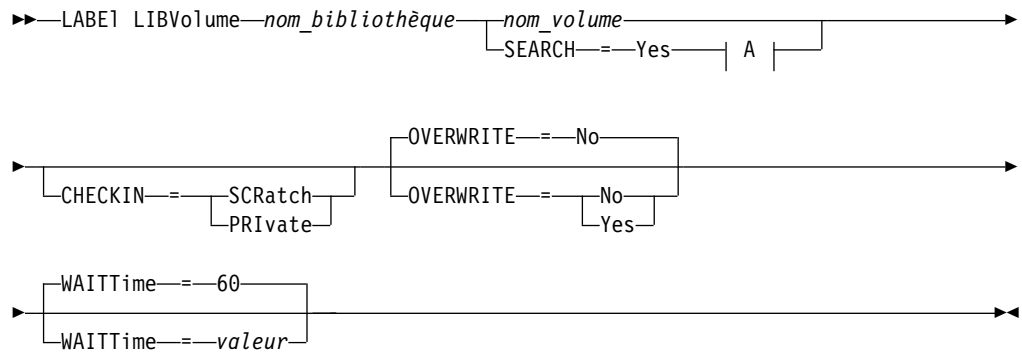 LABEl LIBVolume nom_bibliothèque nom_volume
SEARCH = Yes A
OVERWRITE = No
CHECKIN = SCRatch OVERWRITE = No
PRIvate Yes
WAITTime = 60
WAITTime = valeur